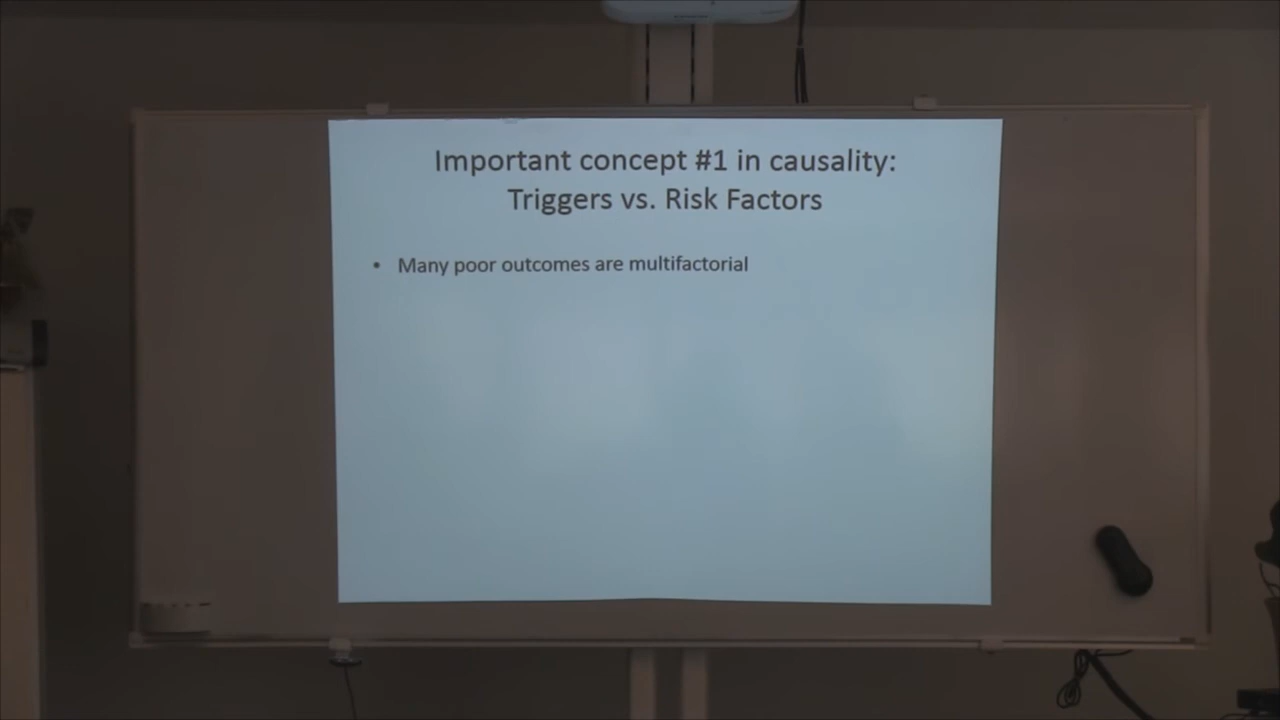 Important concept #1 in causality:
Triggers vs. Risk Factors
• Many poor outcomes are multifactorial